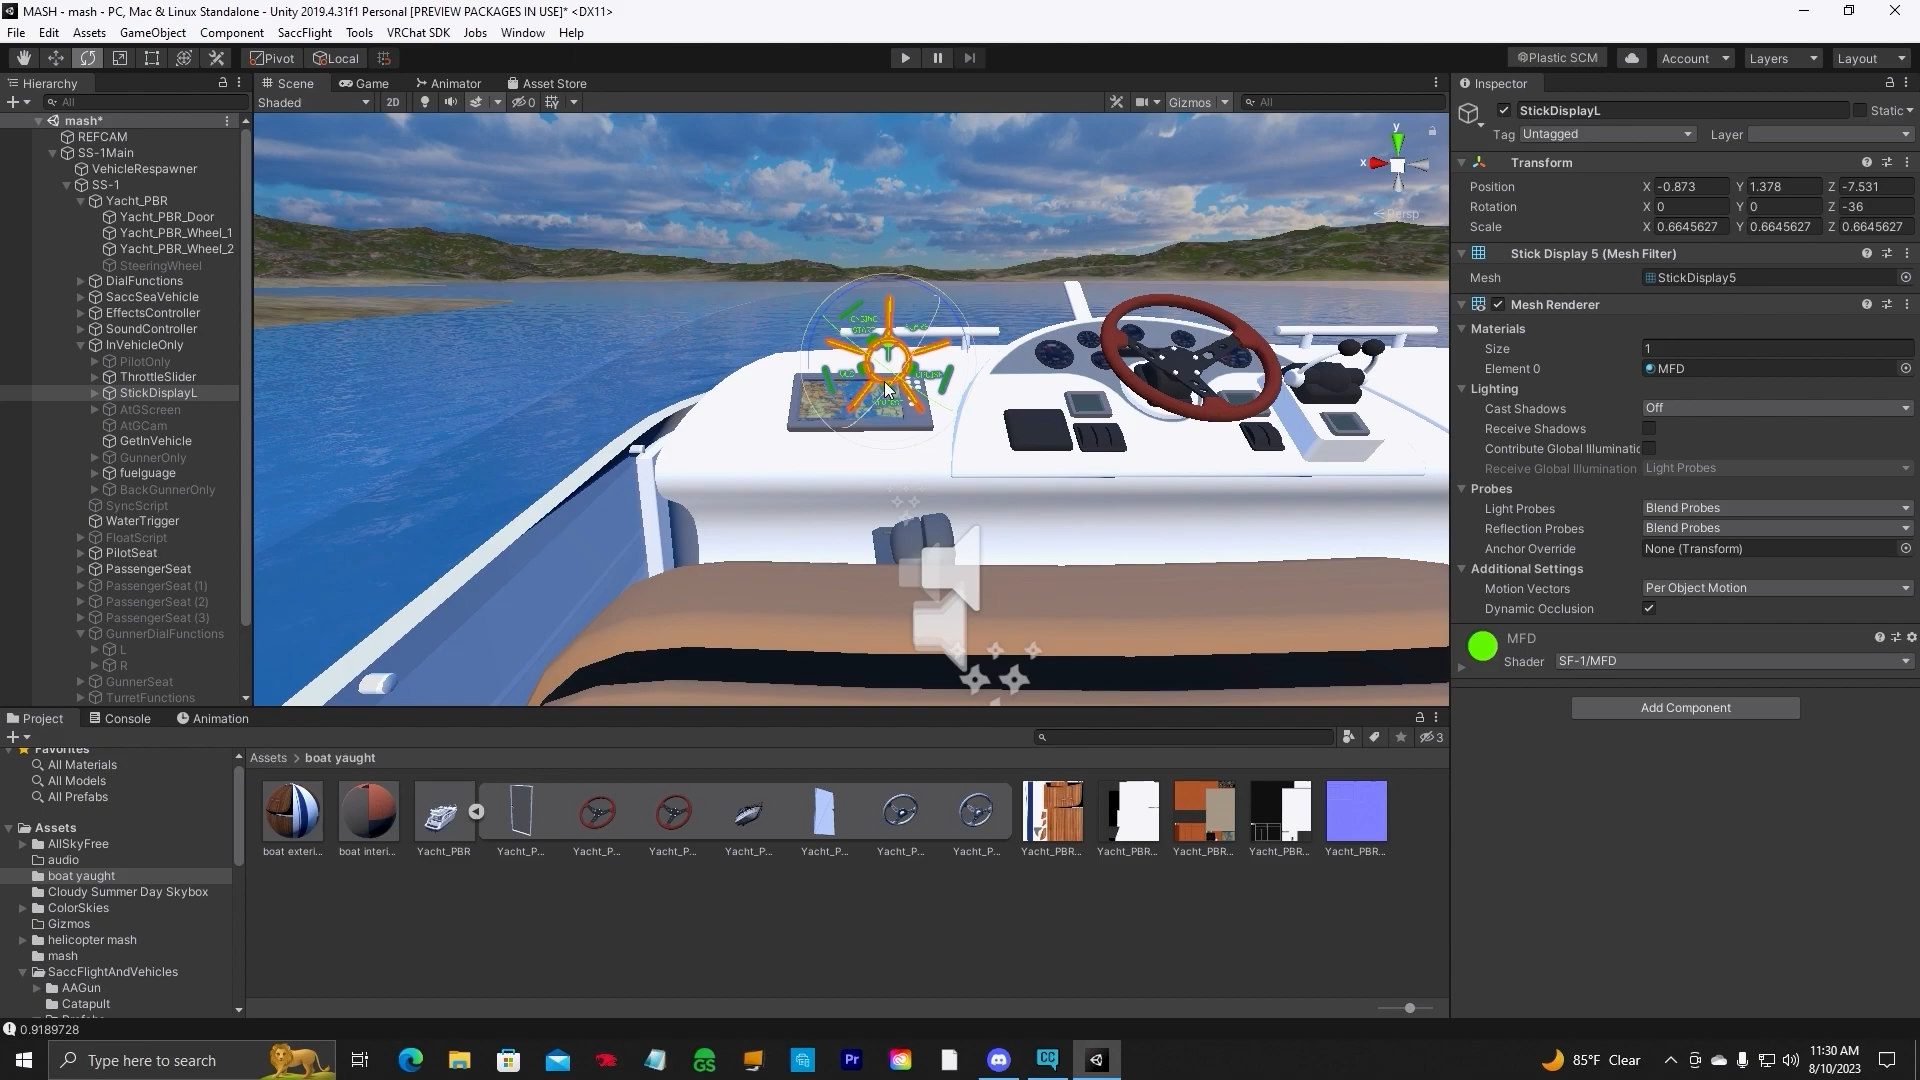 MASH - mash - PC, Mac & Linux Standalone - Unity 2019.4.31f1 Personal [PREVIEW PACKAGES IN USE]* <DX11>
File Edit Assets GameObject Component SaccFlight Tools VRChat SDK Jobs Window Help
Pivot Local Plastic SCM Account Layers Layout
Hierarchy
All
mash*
REFCAM
SS-1Main
VehicleRespawner
SS-1
Yacht_PBR
Yacht_PBR_Door
Yacht_PBR_Wheel_1
Yacht_PBR_Wheel_2
SteeringWheel
DialFunctions
SaccSeaVehicle
EffectsController
SoundController
InVehicleOnly
PilotOnly
ThrottleSlider
StickDisplayL
AtGScreen
AtGCam
GetInVehicle
GunnerOnly
fuelguage
BackGunnerOnly
SyncScript
WaterTrigger
FloatScript
PilotSeat
PassengerSeat
PassengerSeat (1)
PassengerSeat (2)
PassengerSeat (3)
GunnerDialFunctions
L
R
GunnerSeat
TurretFunctions
Scene Game Animator Asset Store
Shaded 2D 0 Gizmos All
y
x
Persp
Inspector
StickDisplayL Static
Tag Untagged Layer
Transform
Position X -0.873 Y 1.378 Z -7.531
Rotation X 0 Y 0 Z -36
Scale X 0.6645627 Y 0.6645627 Z 0.6645627
Stick Display 5 (Mesh Filter)
Mesh StickDisplay5
Mesh Renderer
Materials
Size 1
Element 0 MFD
Lighting
Cast Shadows Off
Receive Shadows
Contribute Global Illuminatic
Receive Global Illumination Light Probes
Probes
Light Probes Blend Probes
Reflection Probes Blend Probes
Anchor Override None (Transform)
Additional Settings
Motion Vectors Per Object Motion
Dynamic Occlusion
MFD
Shader SF-1/MFD
Add Component
Project Console Animation
3
Favorites
All Materials
All Models
All Prefabs
Assets
AllSkyFree
audio
boat yaught
Cloudy Summer Day Skybox
ColorSkies
Gizmos
helicopter mash
mash
SaccFlightAndVehicles
AAGun
Catapult
Assets > boat yaught
boat exteri... boat interi... Yacht_PBR Yacht_P... Yacht_P... Yacht_P... Yacht_P... Yacht_P... Yacht_P... Yacht_P... Yacht_PBR... Yacht_PBR... Yacht_PBR... Yacht_PBR... Yacht_PBR...
0.9189728
Type here to search
GS Pr CC
85°F Clear
11:30 AM
8/10/2023